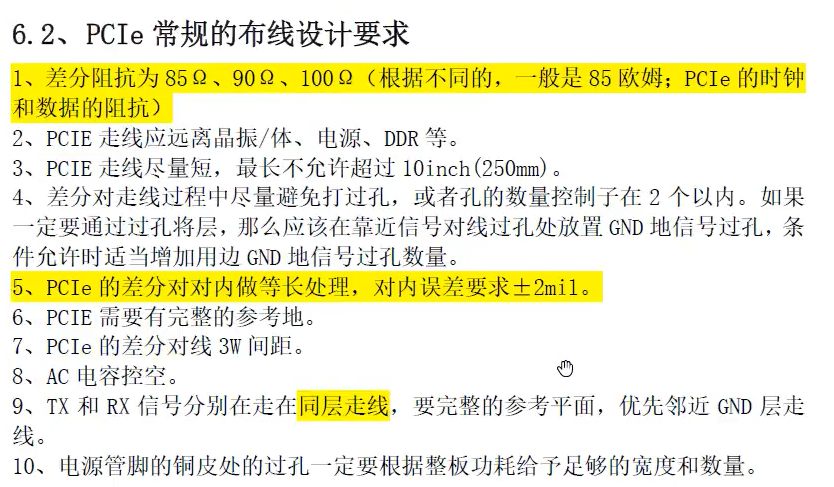 6.2、PCIe 常规的布线设计要求
1、差分阻抗为 85Ω、90Ω、100Ω（根据不同的，一般是 85 欧姆；PCIe 的时钟
和数据的阻抗）
2、PCIE 走线应远离晶振/体、电源、DDR 等。
3、PCIE 走线尽量短，最长不允许超过 10inch(250mm)。
4、差分对走线过程中尽量避免打过孔，或者孔的数量控制子在 2 个以内。如果
一定要通过过孔将层，那么应该在靠近信号对线过孔处放置 GND 地信号过孔，条
件允许时适当增加用边 GND 地信号过孔数量。
5、PCIe 的差分对对内做等长处理，对内误差要求±2mil。
6、PCIE 需要有完整的参考地。
7、PCIe 的差分对线 3W 间距。
8、AC 电容控空。
9、TX 和 RX 信号分别在走在同层走线，要完整的参考平面，优先邻近 GND 层走
线。
10、电源管脚的铜皮处的过孔一定要根据整板功耗给予足够的宽度和数量。